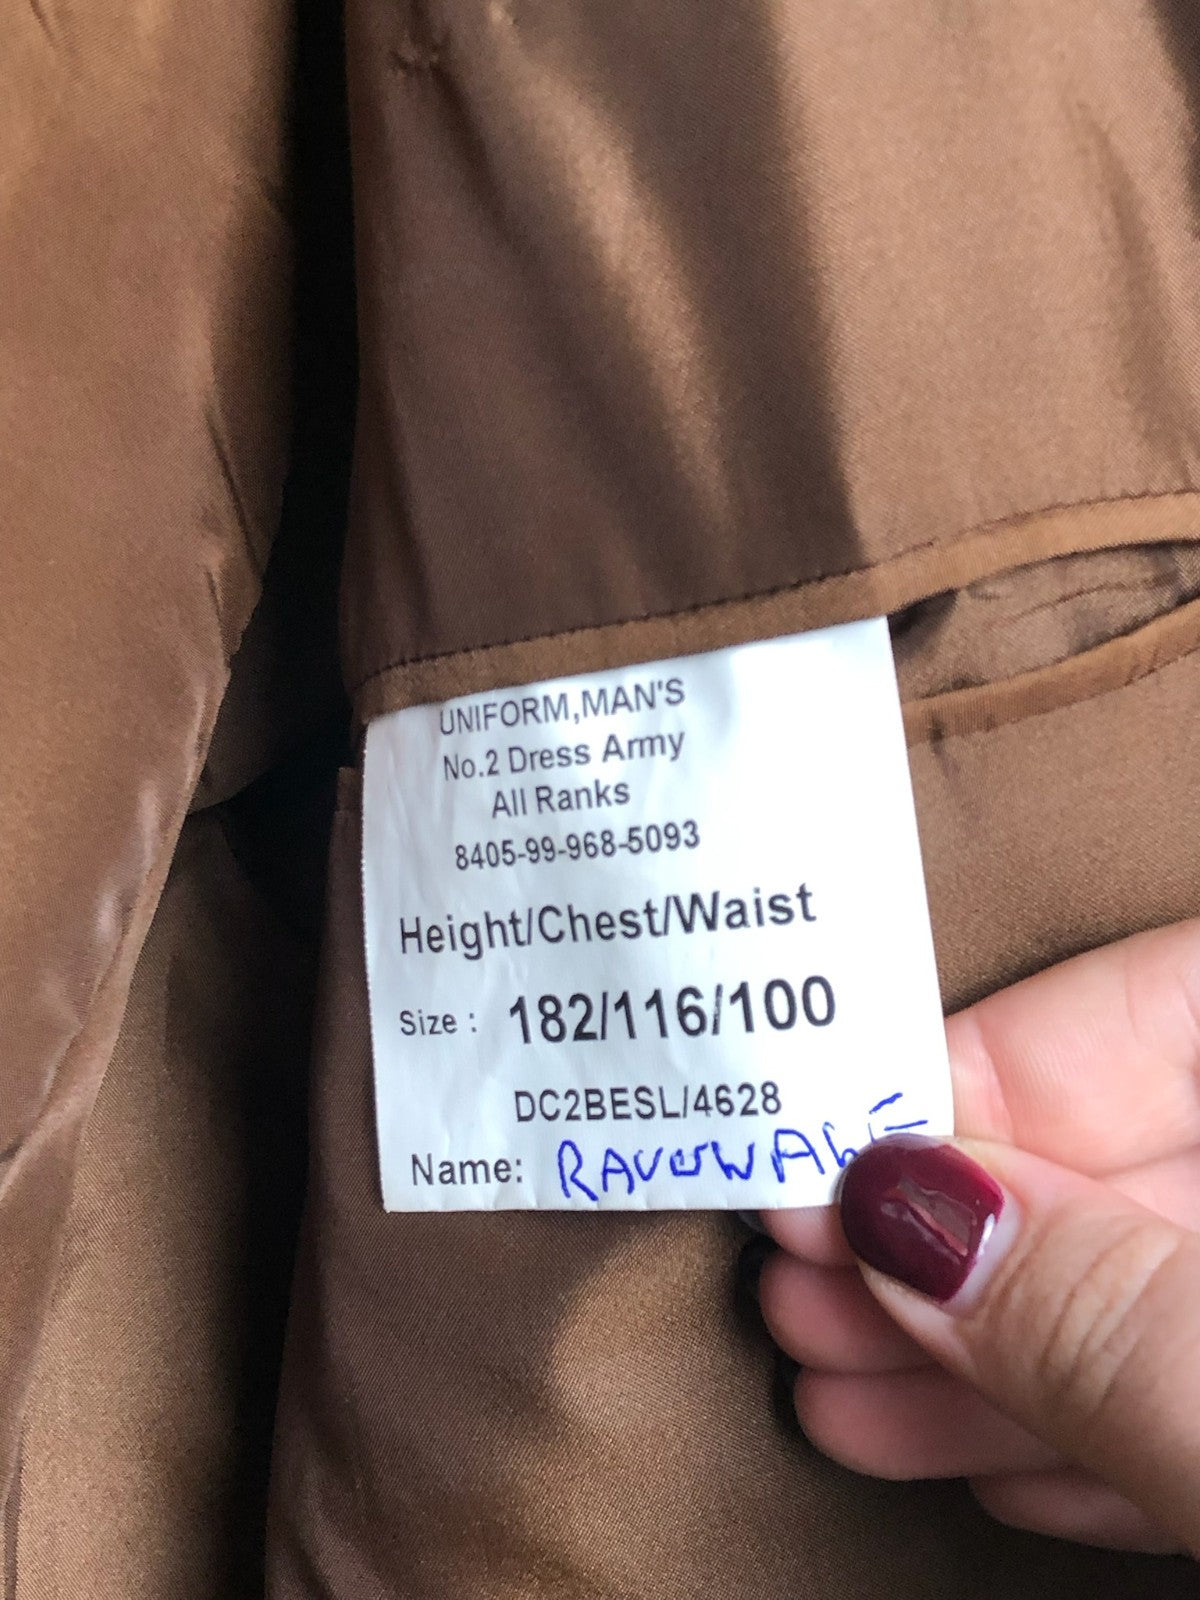 UNIFORM,MAN'S
No.2 Dress Army
All Ranks
8405-99-968-5093
Height/Chest/Waist
Size : 182/116/100
DC2BESL/4628
Name: